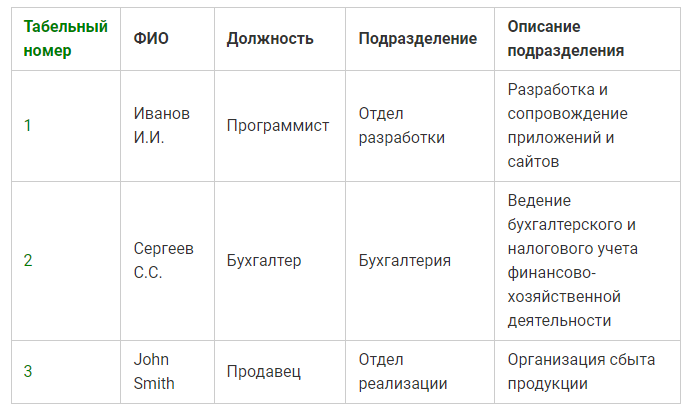 Табельный номер ФИО Должность Подразделение Описание подразделения
1 Иванов И.И. Программист Отдел разработки Разработка и сопровождение приложений и сайтов
2 Сергеев С.С. Бухгалтер Бухгалтерия Ведение бухгалтерского и налогового учета финансово-хозяйственной деятельности
3 John Smith Продавец Отдел реализации Организация сбыта продукции